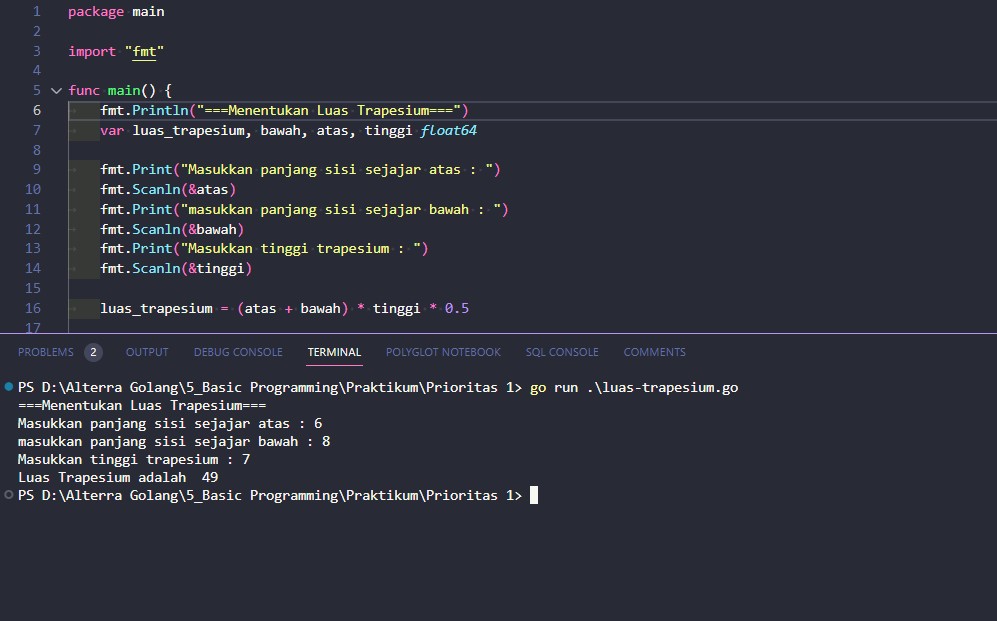 1 package main
2
3 import "fmt"
4
5 func main() {
6 fmt.Println("===Menentukan Luas Trapesium===")
7 var luas_trapesium, bawah, atas, tinggi float64
8
9 fmt.Print("Masukkan panjang sisi sejajar atas : ")
10 fmt.Scanln(&atas)
11 fmt.Print("masukkan panjang sisi sejajar bawah : ")
12 fmt.Scanln(&bawah)
13 fmt.Print("Masukkan tinggi trapesium : ")
14 fmt.Scanln(&tinggi)
15
16 luas_trapesium = (atas + bawah) * tinggi * 0.5
17
PROBLEMS 2 OUTPUT DEBUG CONSOLE TERMINAL POLYGLOT NOTEBOOK SQL CONSOLE COMMENTS
PS D:\Alterra Golang\5_Basic Programming\Praktikum\Prioritas 1> go run .\luas-trapesium.go
===Menentukan Luas Trapesium===
Masukkan panjang sisi sejajar atas : 6
masukkan panjang sisi sejajar bawah : 8
Masukkan tinggi trapesium : 7
Luas Trapesium adalah  49
PS D:\Alterra Golang\5_Basic Programming\Praktikum\Prioritas 1>